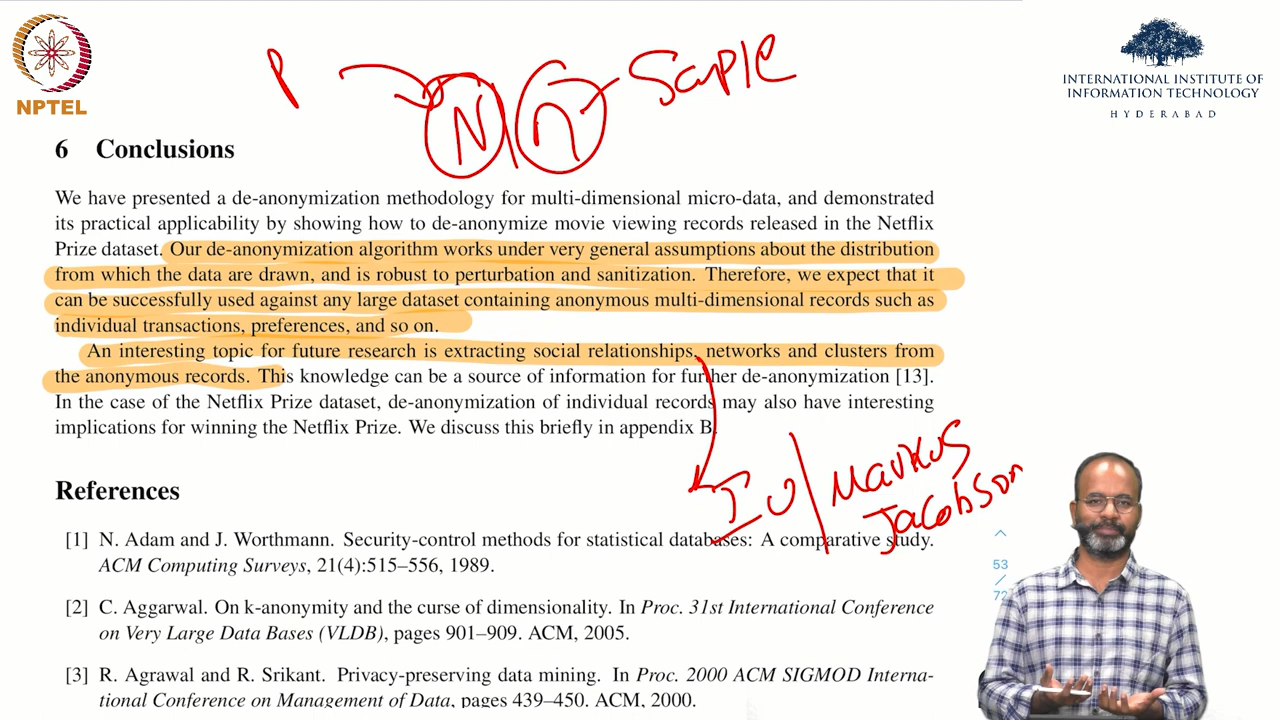 NPTEL
INTERNATIONAL INSTITUTE OF
INFORMATION TECHNOLOGY
HYDERABAD
P N n Saple
6 Conclusions
We have presented a de-anonymization methodology for multi-dimensional micro-data, and demonstrated
its practical applicability by showing how to de-anonymize movie viewing records released in the Netflix
Prize dataset. Our de-anonymization algorithm works under very general assumptions about the distribution
from which the data are drawn, and is robust to perturbation and sanitization. Therefore, we expect that it
can be successfully used against any large dataset containing anonymous multi-dimensional records such as
individual transactions, preferences, and so on.
An interesting topic for future research is extracting social relationships, networks and clusters from
the anonymous records. This knowledge can be a source of information for further de-anonymization [13].
In the case of the Netflix Prize dataset, de-anonymization of individual records may also have interesting
implications for winning the Netflix Prize. We discuss this briefly in appendix B.
IU / Markus
Jacobson
References
[1] N. Adam and J. Worthmann. Security-control methods for statistical databases: A comparative study.
ACM Computing Surveys, 21(4):515–556, 1989.
[2] C. Aggarwal. On k-anonymity and the curse of dimensionality. In Proc. 31st International Conference
on Very Large Data Bases (VLDB), pages 901–909. ACM, 2005.
[3] R. Agrawal and R. Srikant. Privacy-preserving data mining. In Proc. 2000 ACM SIGMOD Interna-
tional Conference on Management of Data, pages 439–450. ACM, 2000.
53
/
72